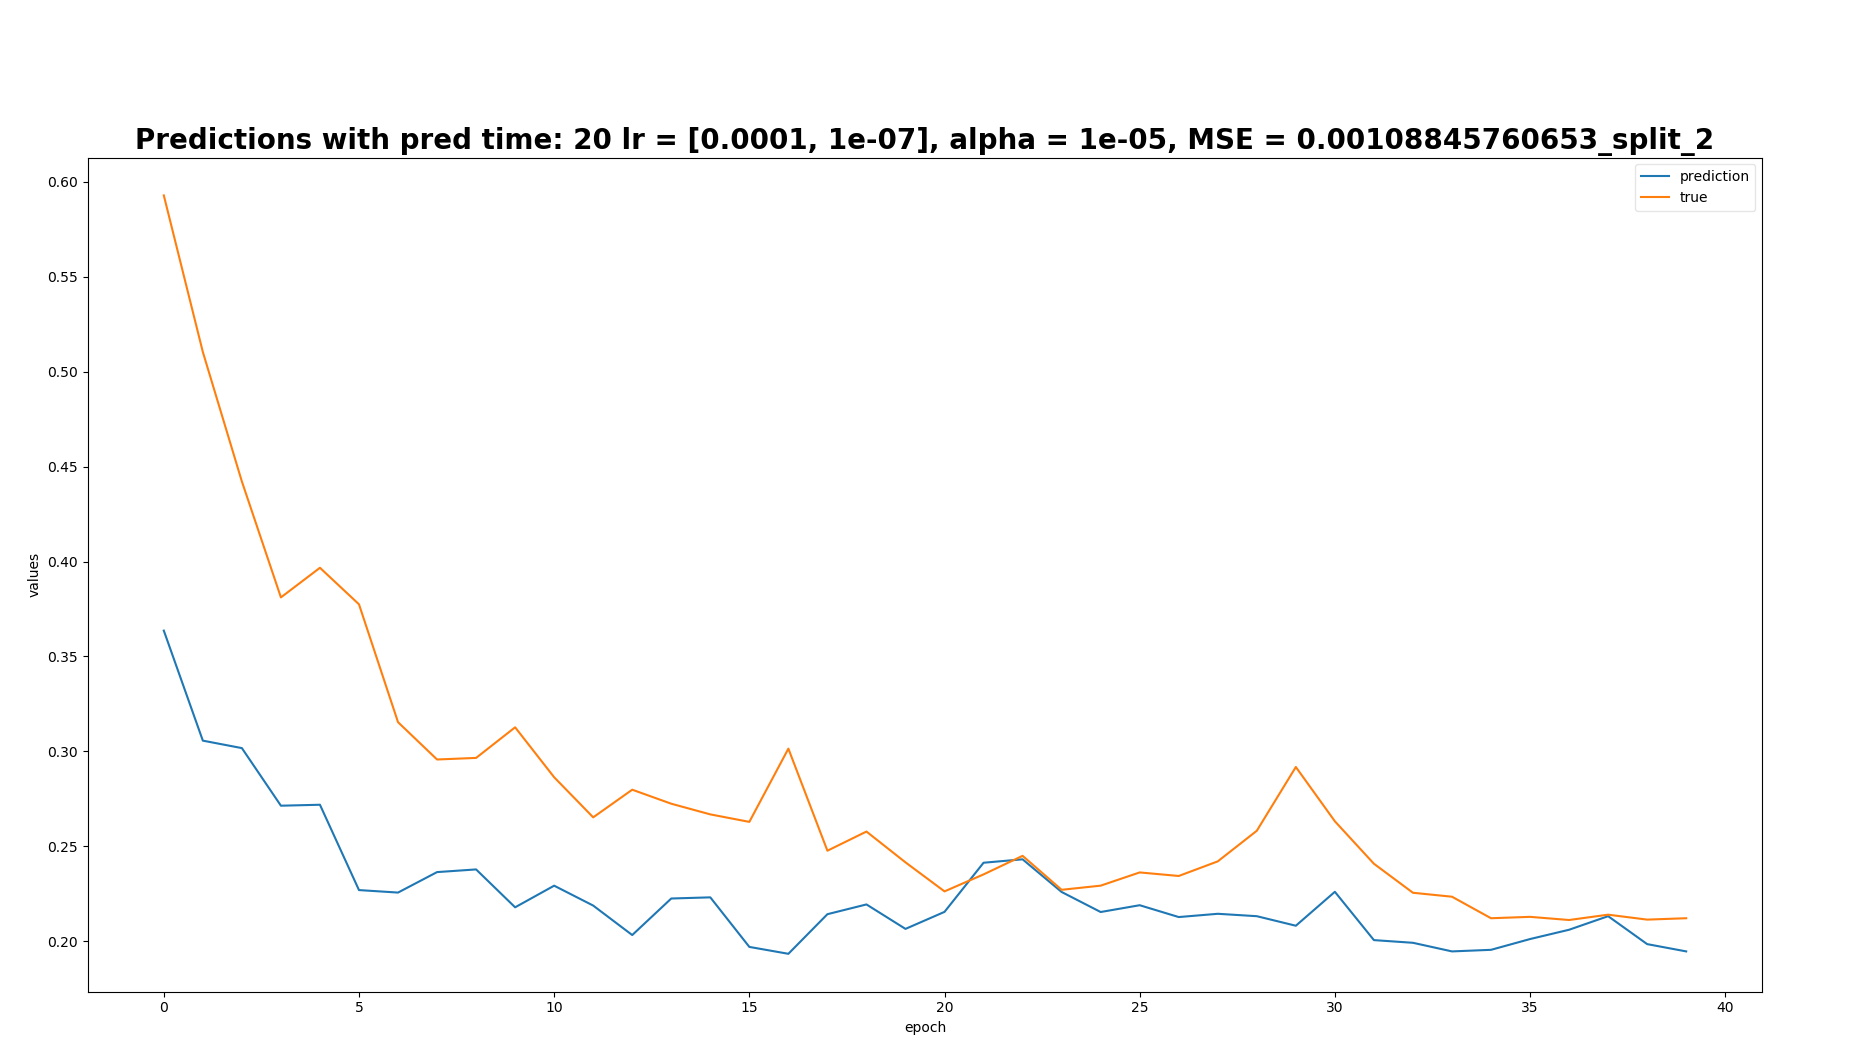 Predictions with pred time: 20 lr = [0.0001, 1e-07], alpha = 1e-05, MSE = 0.00108845760653_split_2
prediction
true
0.60
0.55
0.50
0.45
0.40
0.35
0.30
0.25
0.20
values
0 5 10 15 20 25 30 35 40
epoch